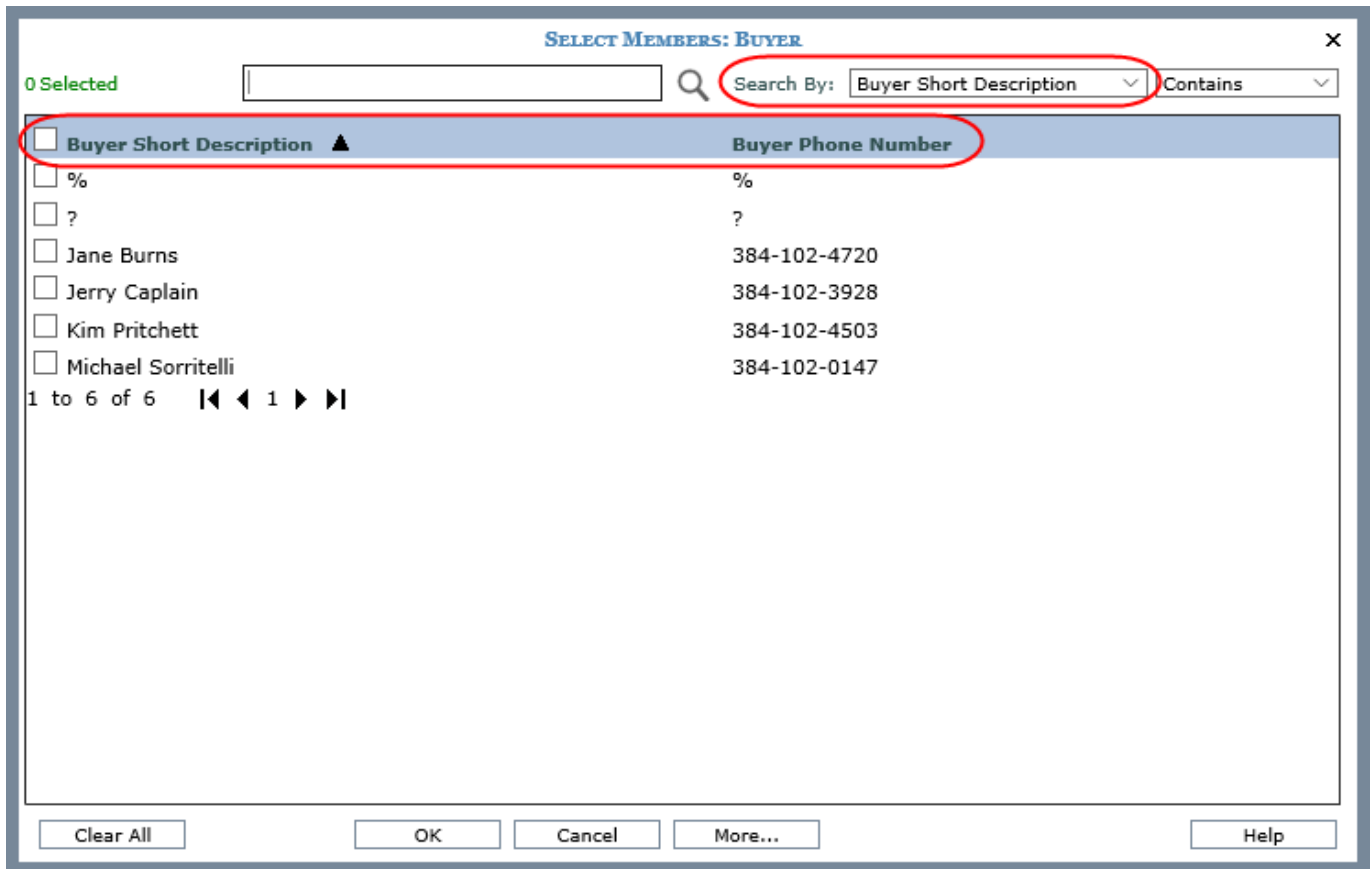 SELECT MEMBERS: BUYER
0 Selected Search By: Buyer Short Description Contains
Buyer Short Description ▲ Buyer Phone Number
% %
? ?
Jane Burns 384-102-4720
Jerry Caplain 384-102-3928
Kim Pritchett 384-102-4503
Michael Sorritelli 384-102-0147
1 to 6 of 6 1
Clear All OK Cancel More... Help